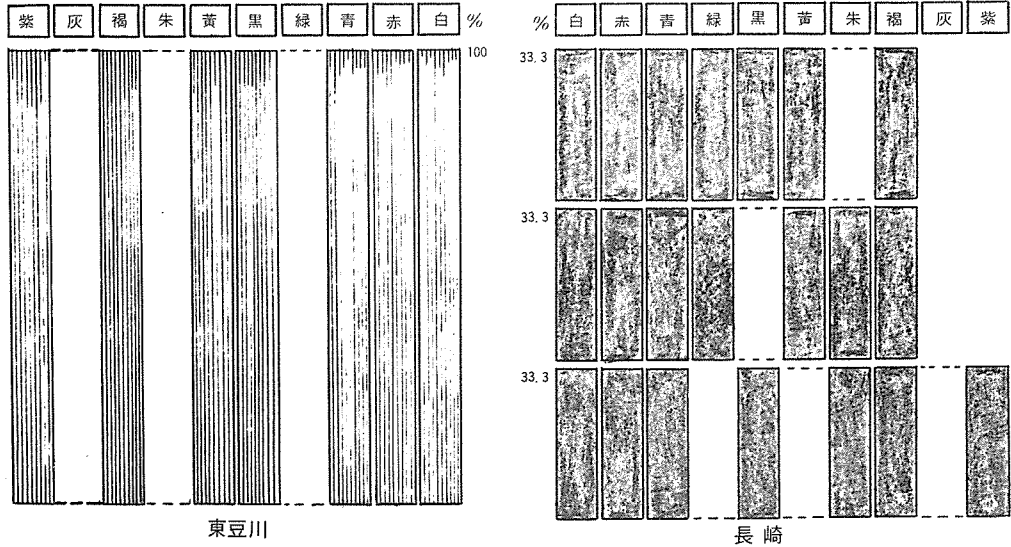 紫 灰 褐 朱 黄 黒 緑 青 赤 白 %
100
東豆川
% 白 赤 青 緑 黒 黄 朱 褐 灰 紫
33.3
33.3
33.3
長崎